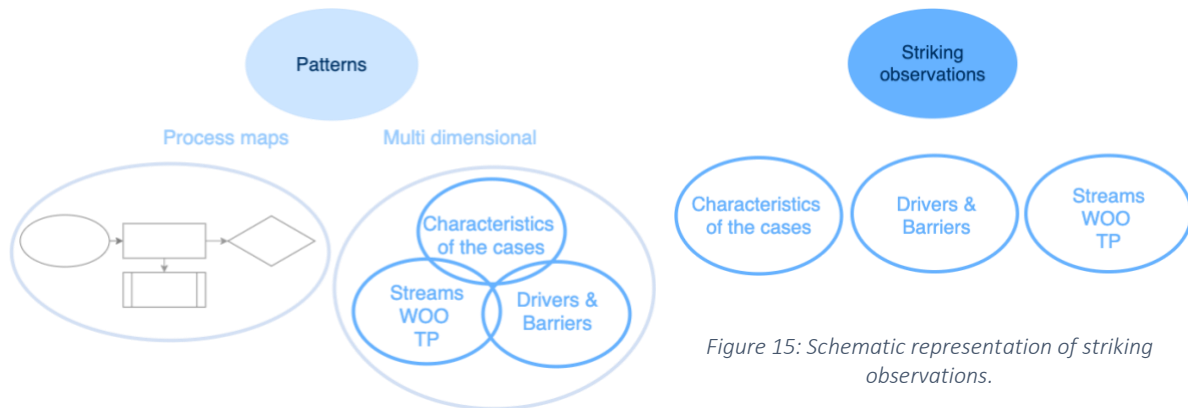 Patterns
Process maps
Multi dimensional
Characteristics
of the cases
Streams
WOO
TP
Drivers &
Barriers
Striking
observations
Characteristics
of the cases
Drivers &
Barriers
Streams
WOO
TP
Figure 15: Schematic representation of striking
observations.